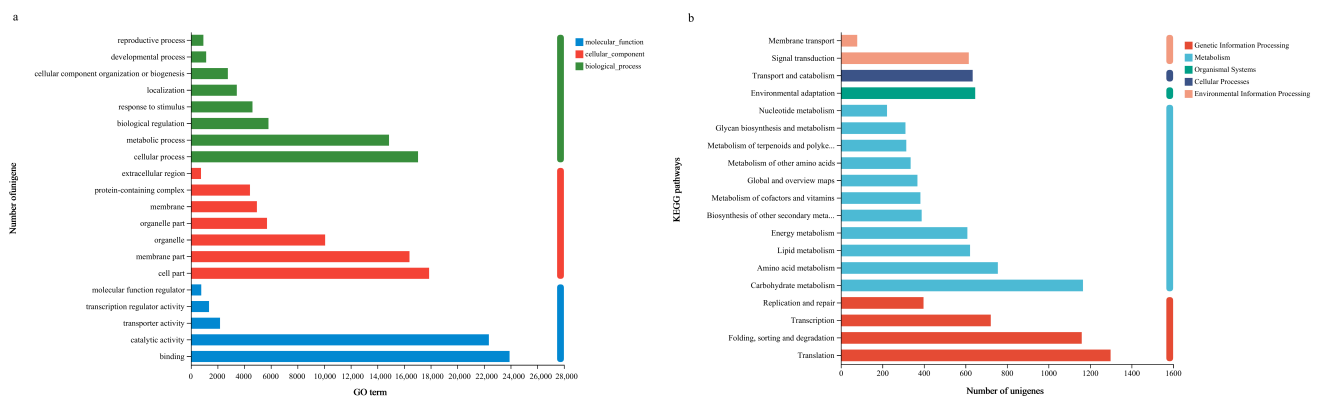 a
Number ofunigene
reproductive process
developmental process
cellular component organization or biogenesis
localization
response to stimulus
biological regulation
metabolic process
cellular process
extracellular region
protein-containing complex
membrane
organelle part
organelle
membrane part
cell part
molecular function regulator
transcription regulator activity
transporter activity
catalytic activity
binding
0 2000 4000 6000 8000 10,000 12,000 14,000 16,000 18,000 20,000 22,000 24,000 26,000 28,000
GO term
molecular_function
cellular_component
biological_process
b
KEGG pathways
Membrane transport
Signal transduction
Transport and catabolism
Environmental adaptation
Nucleotide metabolism
Glycan biosynthesis and metabolism
Metabolism of terpenoids and polyke...
Metabolism of other amino acids
Global and overview maps
Metabolism of cofactors and vitamins
Biosynthesis of other secondary meta...
Energy metabolism
Lipid metabolism
Amino acid metabolism
Carbohydrate metabolism
Replication and repair
Transcription
Folding, sorting and degradation
Translation
0 200 400 600 800 1000 1200 1400 1600
Number of unigenes
Genetic Information Processing
Metabolism
Organismal Systems
Cellular Processes
Environmental Information Processing